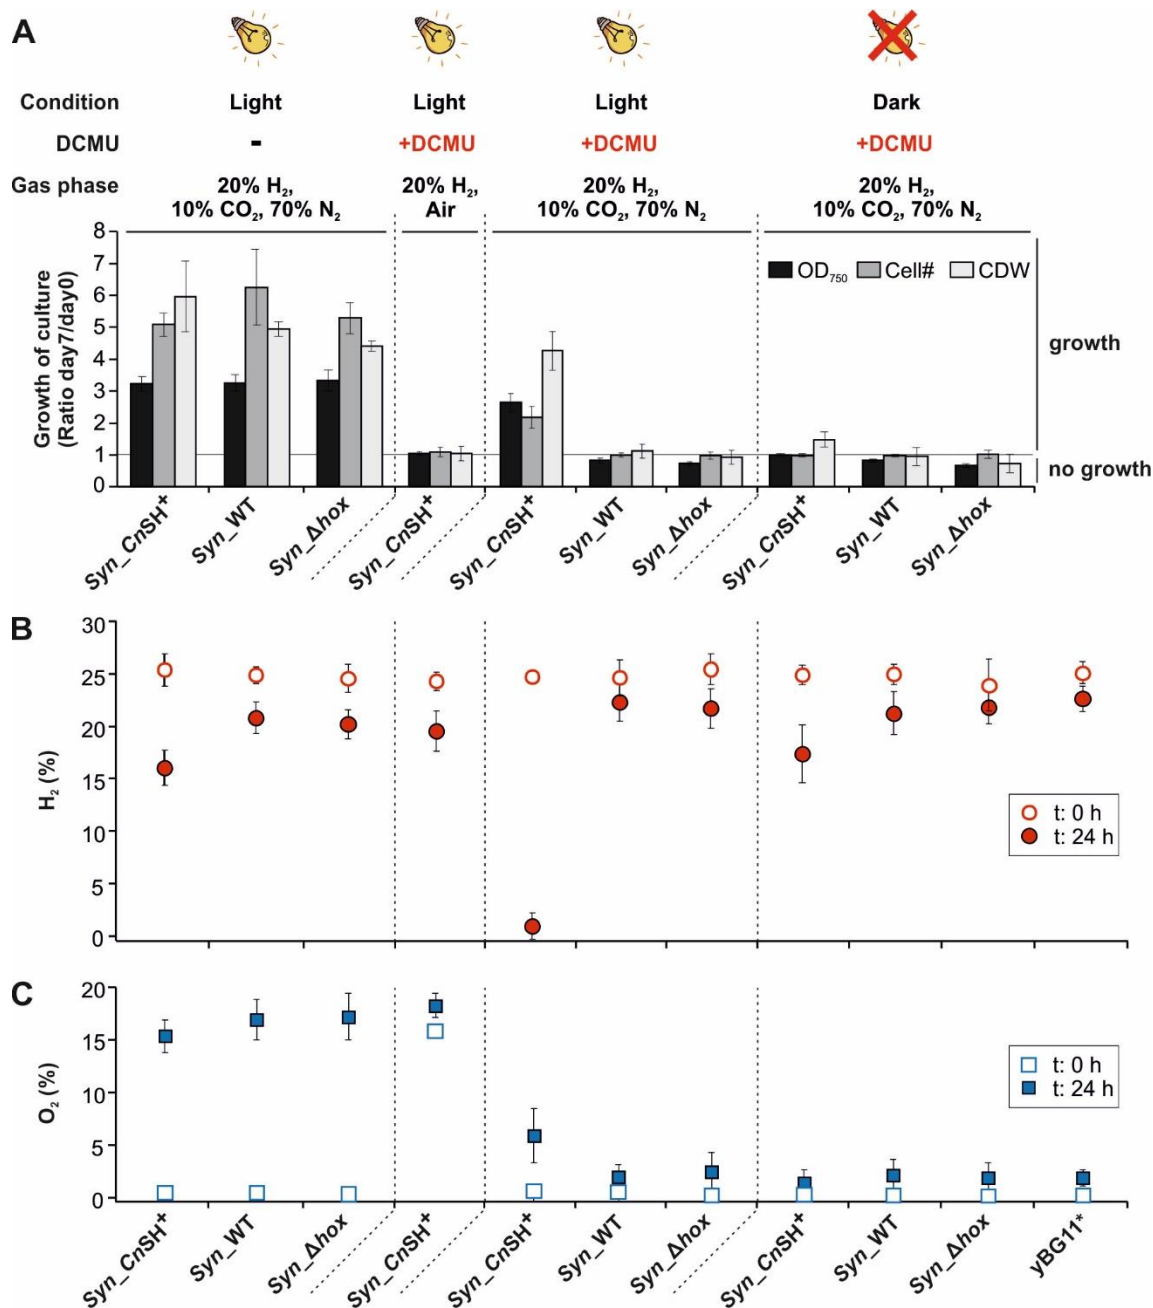 A
Condition Light Light Light Dark
DCMU - +DCMU +DCMU +DCMU
Gas phase 20% H₂, 20% H₂, 20% H₂, 20% H₂,
10% CO₂, 70% N₂ Air 10% CO₂, 70% N₂ 10% CO₂, 70% N₂
Growth of culture
(Ratio day7/day0)
8
7
6
5
4
3
2
1
0
OD₇₅₀ Cell# CDW
growth
no growth
Syn_CnSH⁺ Syn_WT Syn_Δhox Syn_CnSH⁺ Syn_CnSH⁺ Syn_WT Syn_Δhox Syn_CnSH⁺ Syn_WT Syn_Δhox
B
H₂ (%)
30
25
20
15
10
5
0
t: 0 h
t: 24 h
C
O₂ (%)
20
15
10
5
0
t: 0 h
t: 24 h
Syn_CnSH⁺ Syn_WT Syn_Δhox Syn_CnSH⁺ Syn_CnSH⁺ Syn_WT Syn_Δhox Syn_CnSH⁺ Syn_WT Syn_Δhox yBG11*